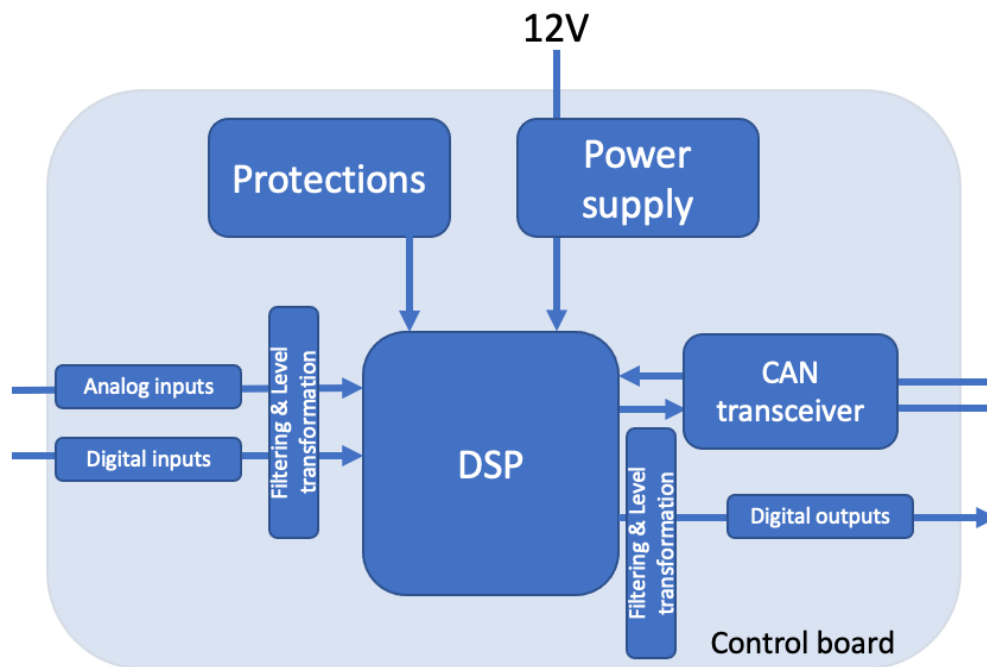 12V
Protections
Power
supply
Analog inputs
Digital inputs
Filtering & Level
transformation
DSP
CAN
transceiver
Filtering & Level
transformation
Digital outputs
Control board